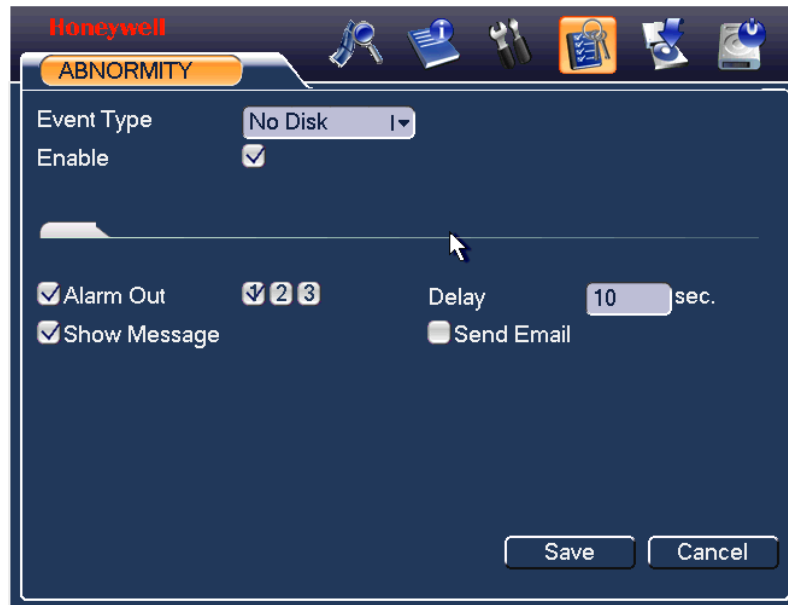 Honeywell
ABNORMITY
Event Type No Disk
Enable
Alarm Out 1 2 3 Delay 10 sec.
Show Message Send Email
Save Cancel